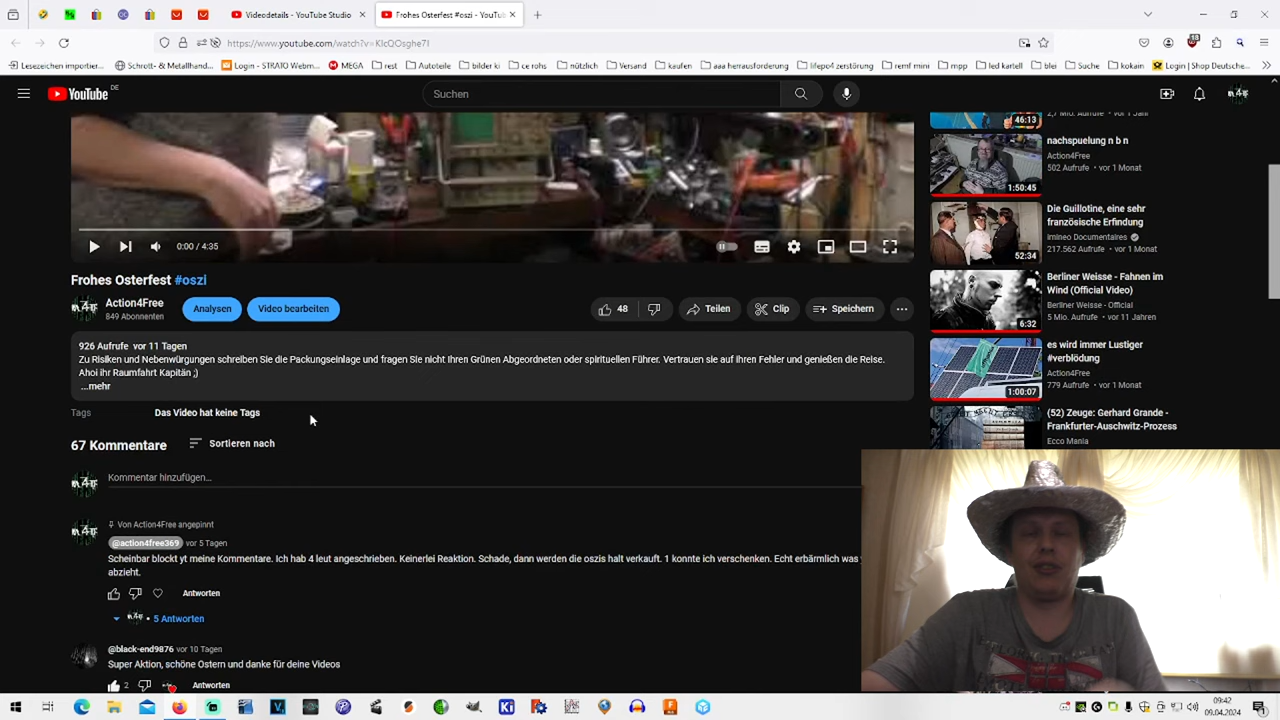 Videodetails - YouTube Studio
Frohes Osterfest #oszi - YouTub
https://www.youtube.com/watch?v=KIcQOsghe7I
Lesezeichen importier...
Schrott- & Metallhand...
Login - STRATO Webm...
MEGA
rest
Autoteile
bilder ki
ce rohs
nützlich
Versand
kaufen
aaa herrausforderung
lifepo4 zerstörung
remf mini
mpp
led kartell
blei
Suche
kokain
Login | Shop Deutsche...
YouTube DE
Suchen
46:13
2,7 Mio. Aufrufe • vor 1 Jahr
nachspuelung n b n
Action4Free
502 Aufrufe • vor 1 Monat
1:50:45
Die Guillotine, eine sehr
französische Erfindung
imineo Documentaires
217.562 Aufrufe • vor 1 Monat
52:34
Berliner Weisse - Fahnen im
Wind (Official Video)
Berliner Weisse - Official
5 Mio. Aufrufe • vor 11 Jahren
6:32
es wird immer Lustiger
#verblödung
Action4Free
779 Aufrufe • vor 1 Monat
1:00:07
(52) Zeuge: Gerhard Grande -
Frankfurter-Auschwitz-Prozess
Ecco Mania
0:00 / 4:35
Frohes Osterfest #oszi
Action4Free
849 Abonnenten
Analysen
Video bearbeiten
48
Teilen
Clip
Speichern
926 Aufrufe vor 11 Tagen
Zu Risiken und Nebenwürgungen schreiben Sie die Packungseinlage und fragen Sie nicht Ihren Grünen Abgeordneten oder spirituellen Führer. Vertrauen sie auf ihren Fehler und genießen die Reise.
Ahoi ihr Raumfahrt Kapitän ;)
...mehr
Tags
Das Video hat keine Tags
67 Kommentare
Sortieren nach
Kommentar hinzufügen...
Von Action4Free angepinnt
@action4free369 vor 5 Tagen
Scheinbar blockt yt meine Kommentare. Ich hab 4 leut angeschrieben. Keinerlei Reaktion. Schade, dann werden die oszis halt verkauft. 1 konnte ich verschenken. Echt erbärmlich was
abzieht.
Antworten
5 Antworten
@black-end9876 vor 10 Tagen
Super Aktion, schöne Ostern und danke für deine Videos
2
Antworten
09:42
09.04.2024